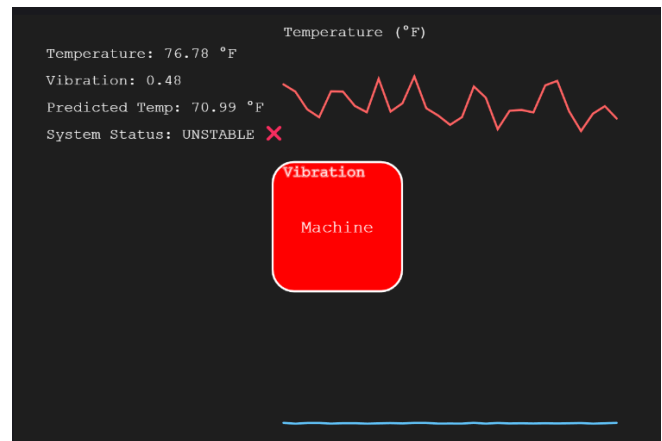 Temperature (°F)
Temperature: 76.78 °F
Vibration: 0.48
Predicted Temp: 70.99 °F
System Status: UNSTABLE ❌
Vibration
Machine